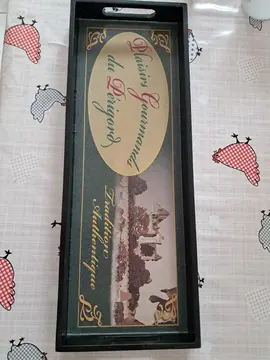 Plaisirs Gourmands
du Périgord
Tradition
Authentique